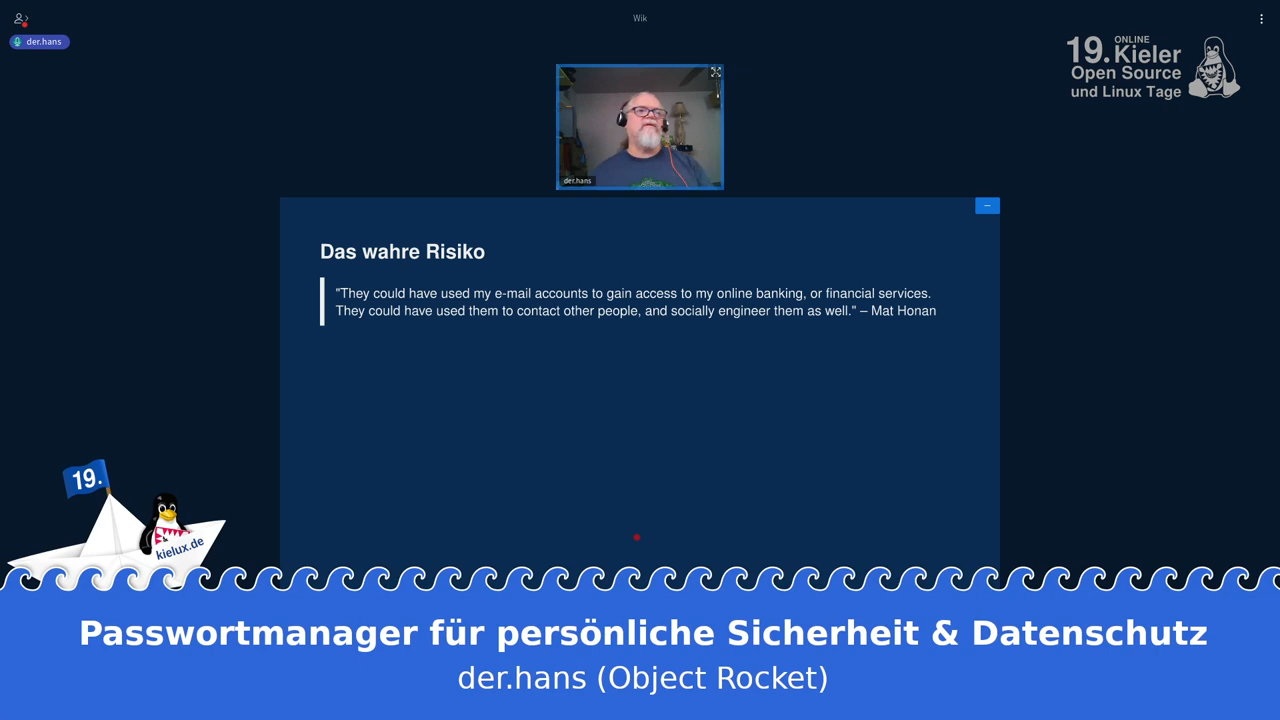 Wik
der.hans
19. ONLINE Kieler
Open Source
und Linux Tage
der.hans
Das wahre Risiko
"They could have used my e-mail accounts to gain access to my online banking, or financial services.
They could have used them to contact other people, and socially engineer them as well." – Mat Honan
19.
kielux.de
Passwortmanager für persönliche Sicherheit & Datenschutz
der.hans (Object Rocket)